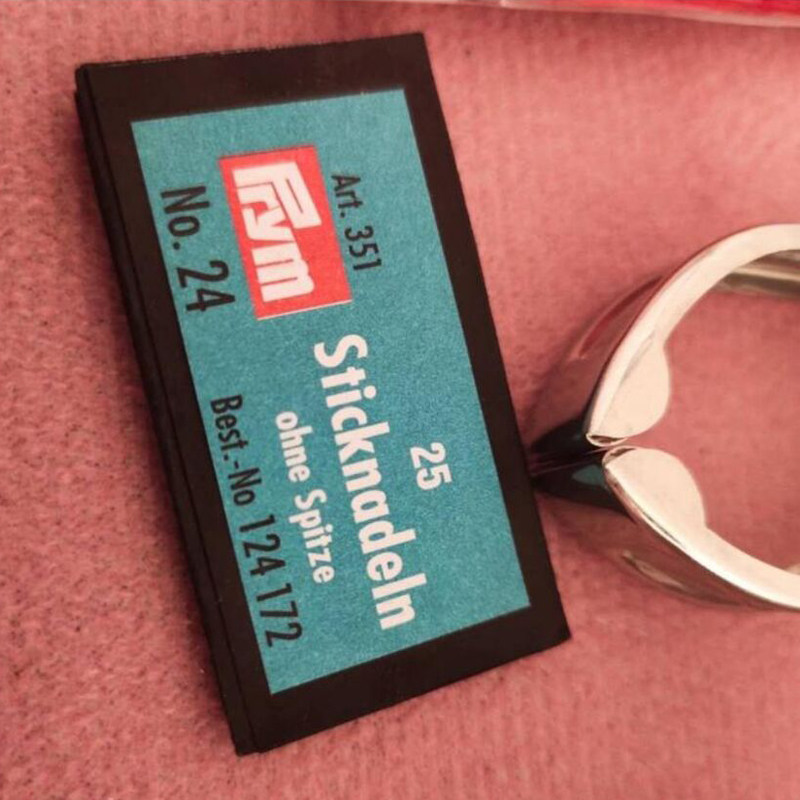 Art. 351
25
Prym
Sticknadeln
ohne Spitze
No. 24
Best.-No 124 172